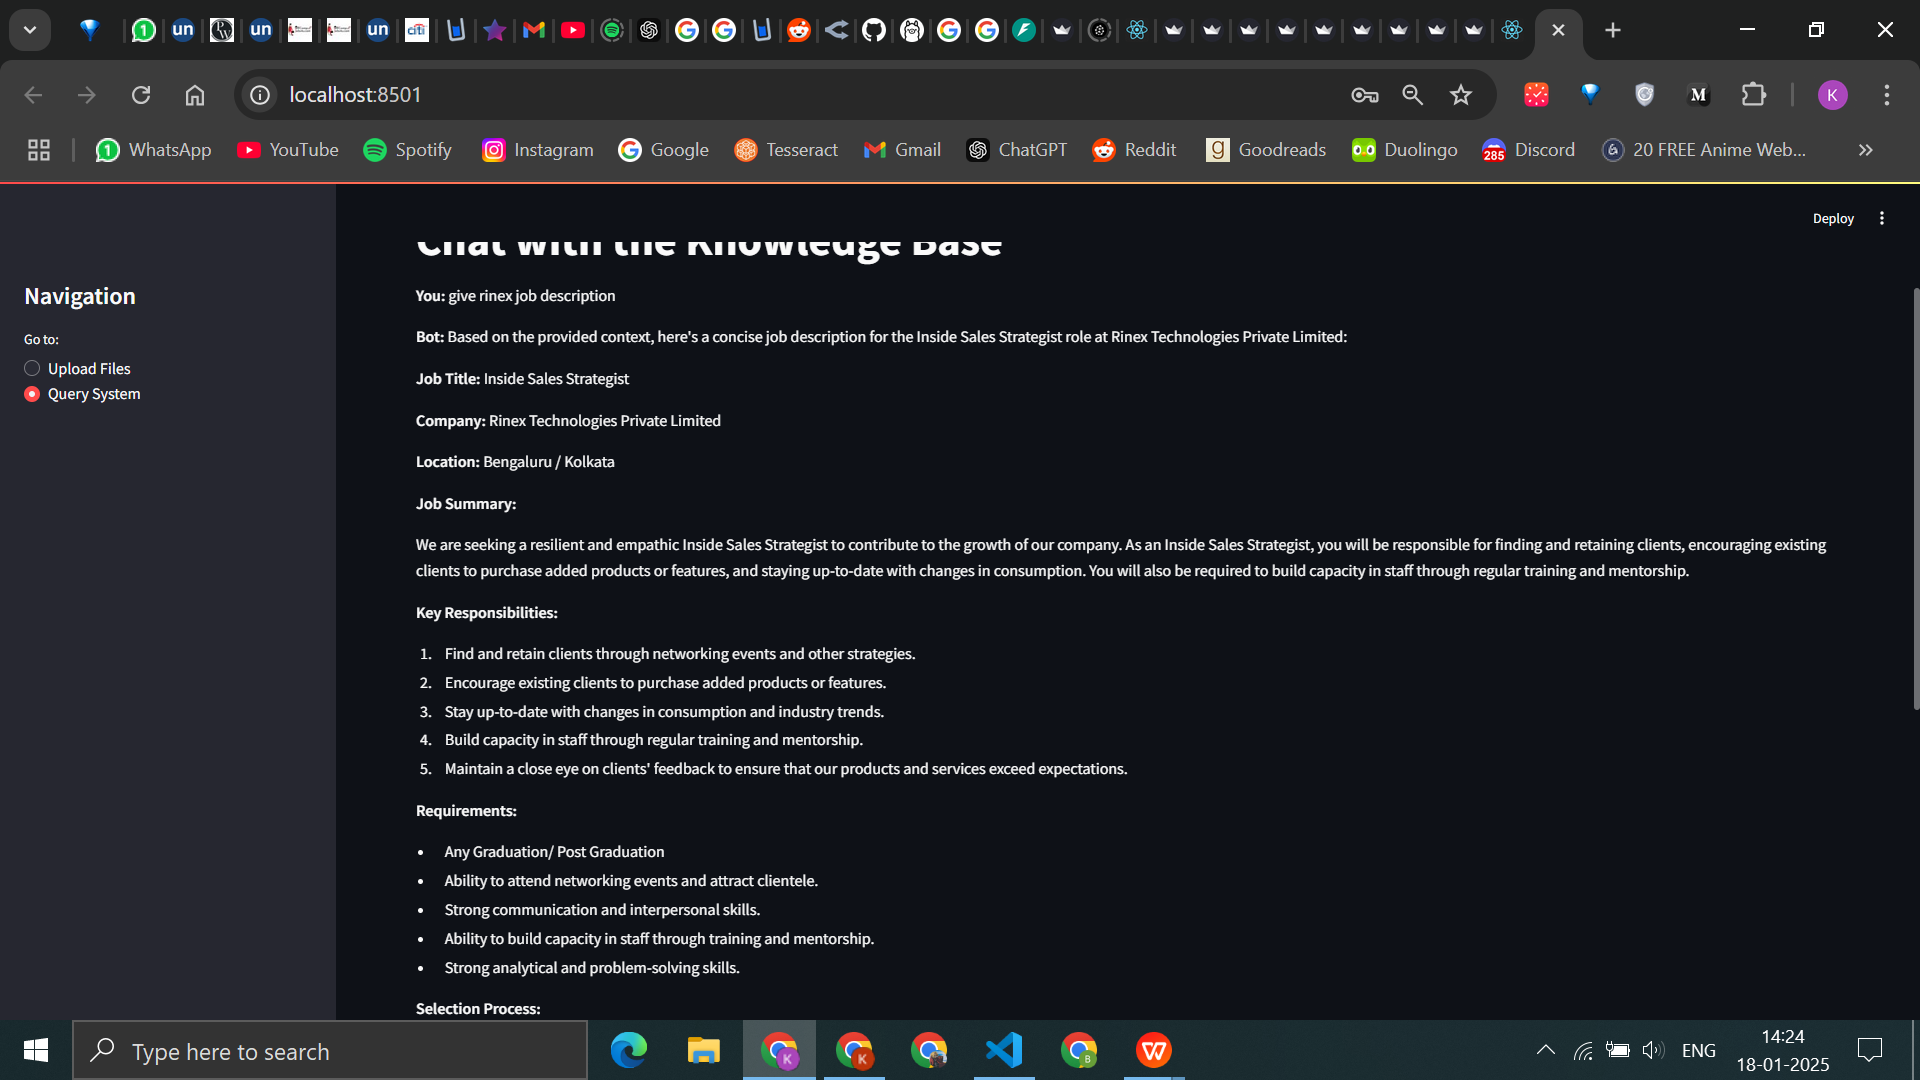 un
un
un
citi
localhost:8501
M
K
1
WhatsApp
YouTube
Spotify
Instagram
Google
Tesseract
Gmail
ChatGPT
Reddit
g
Goodreads
Duolingo
285
Discord
20 FREE Anime Web...
Deploy
Navigation
Go to:
Upload Files
Query System
Chat with the Knowledge Base
You: give rinex job description
Bot: Based on the provided context, here's a concise job description for the Inside Sales Strategist role at Rinex Technologies Private Limited:
Job Title: Inside Sales Strategist
Company: Rinex Technologies Private Limited
Location: Bengaluru / Kolkata
Job Summary:
We are seeking a resilient and empathic Inside Sales Strategist to contribute to the growth of our company. As an Inside Sales Strategist, you will be responsible for finding and retaining clients, encouraging existing
clients to purchase added products or features, and staying up-to-date with changes in consumption. You will also be required to build capacity in staff through regular training and mentorship.
Key Responsibilities:
1. Find and retain clients through networking events and other strategies.
2. Encourage existing clients to purchase added products or features.
3. Stay up-to-date with changes in consumption and industry trends.
4. Build capacity in staff through regular training and mentorship.
5. Maintain a close eye on clients' feedback to ensure that our products and services exceed expectations.
Requirements:
• Any Graduation/ Post Graduation
• Ability to attend networking events and attract clientele.
• Strong communication and interpersonal skills.
• Ability to build capacity in staff through training and mentorship.
• Strong analytical and problem-solving skills.
Selection Process:
Type here to search
K
K
B
W
ENG
14:24
18-01-2025